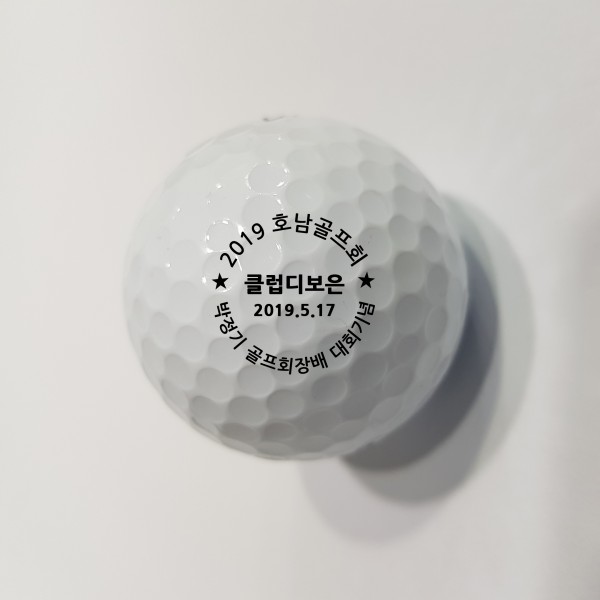 2019 호남골프회
★ 클럽디보은 ★
2019.5.17
박정기 골프회장배 대회기념